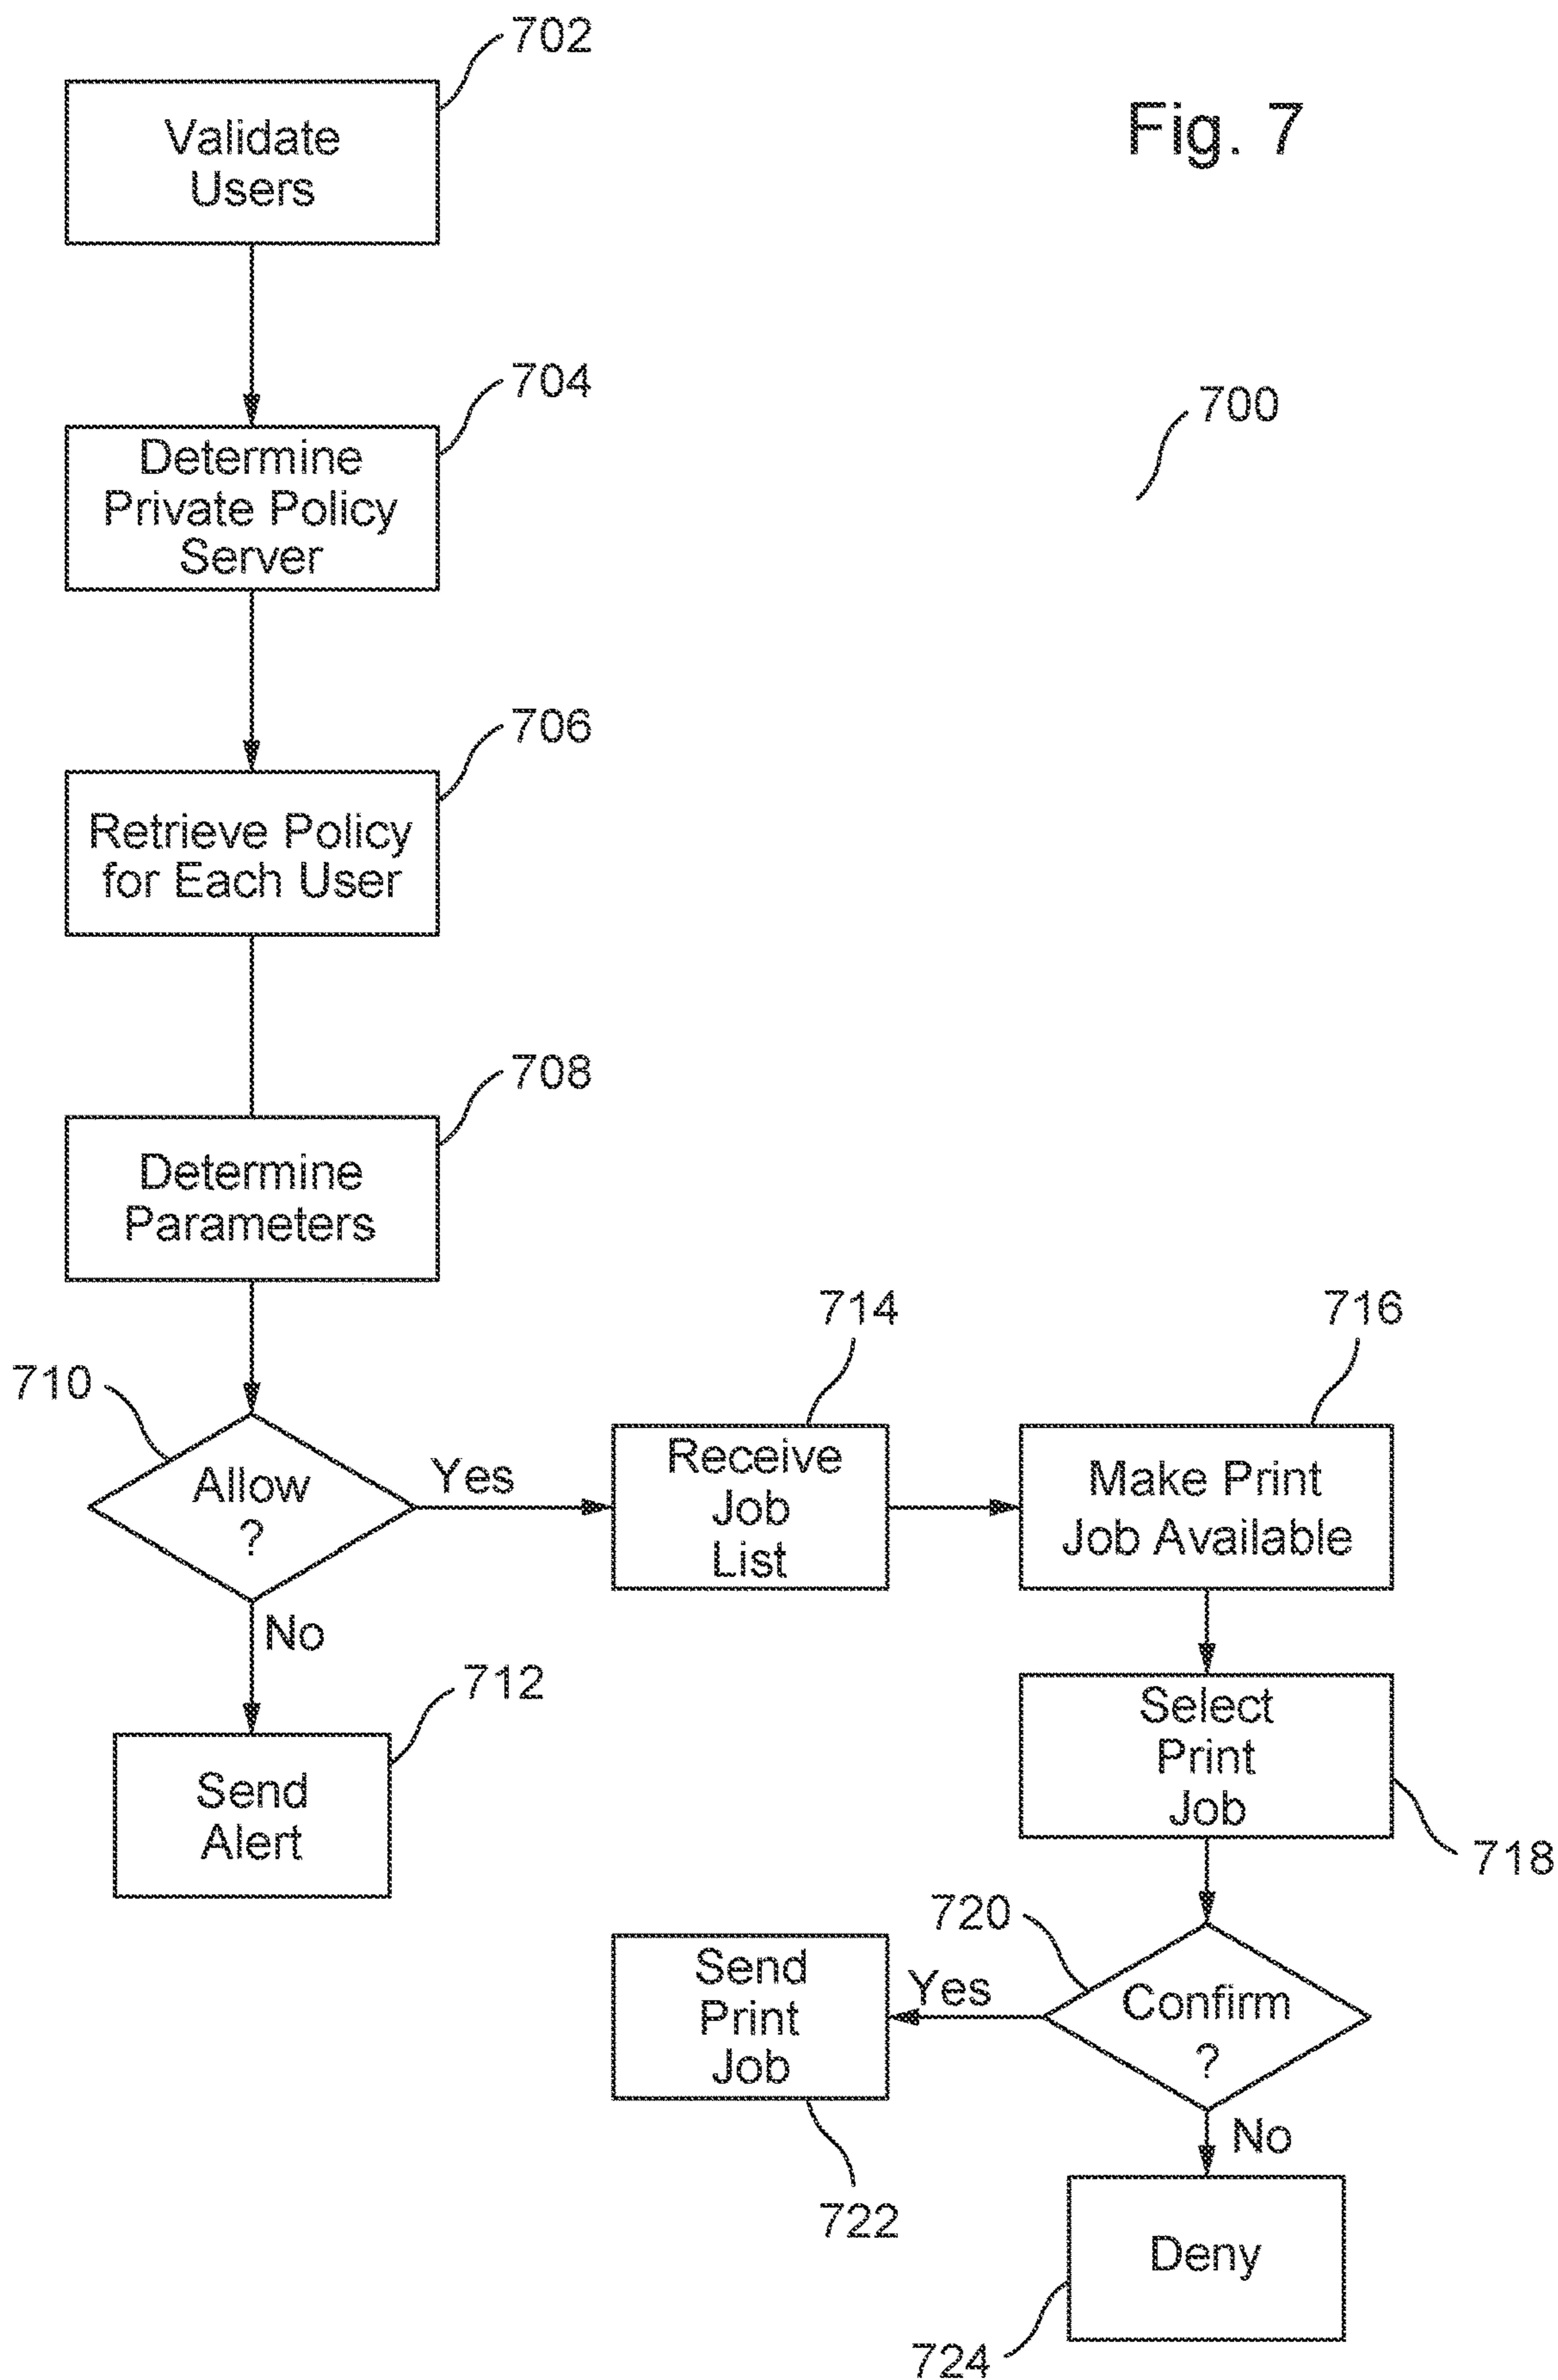 702
Validate
Users
Fig. 7
704
Determine
Private Policy
Server
700
706
Retrieve Policy
for Each User
708
Determine
Parameters
710
Allow
?
Yes
No
712
Send
Alert
714
Receive
Job
List
716
Make Print
Job Available
Select
Print
Job
718
720
Confirm
?
Yes
Send
Print
Job
722
No
Deny
724